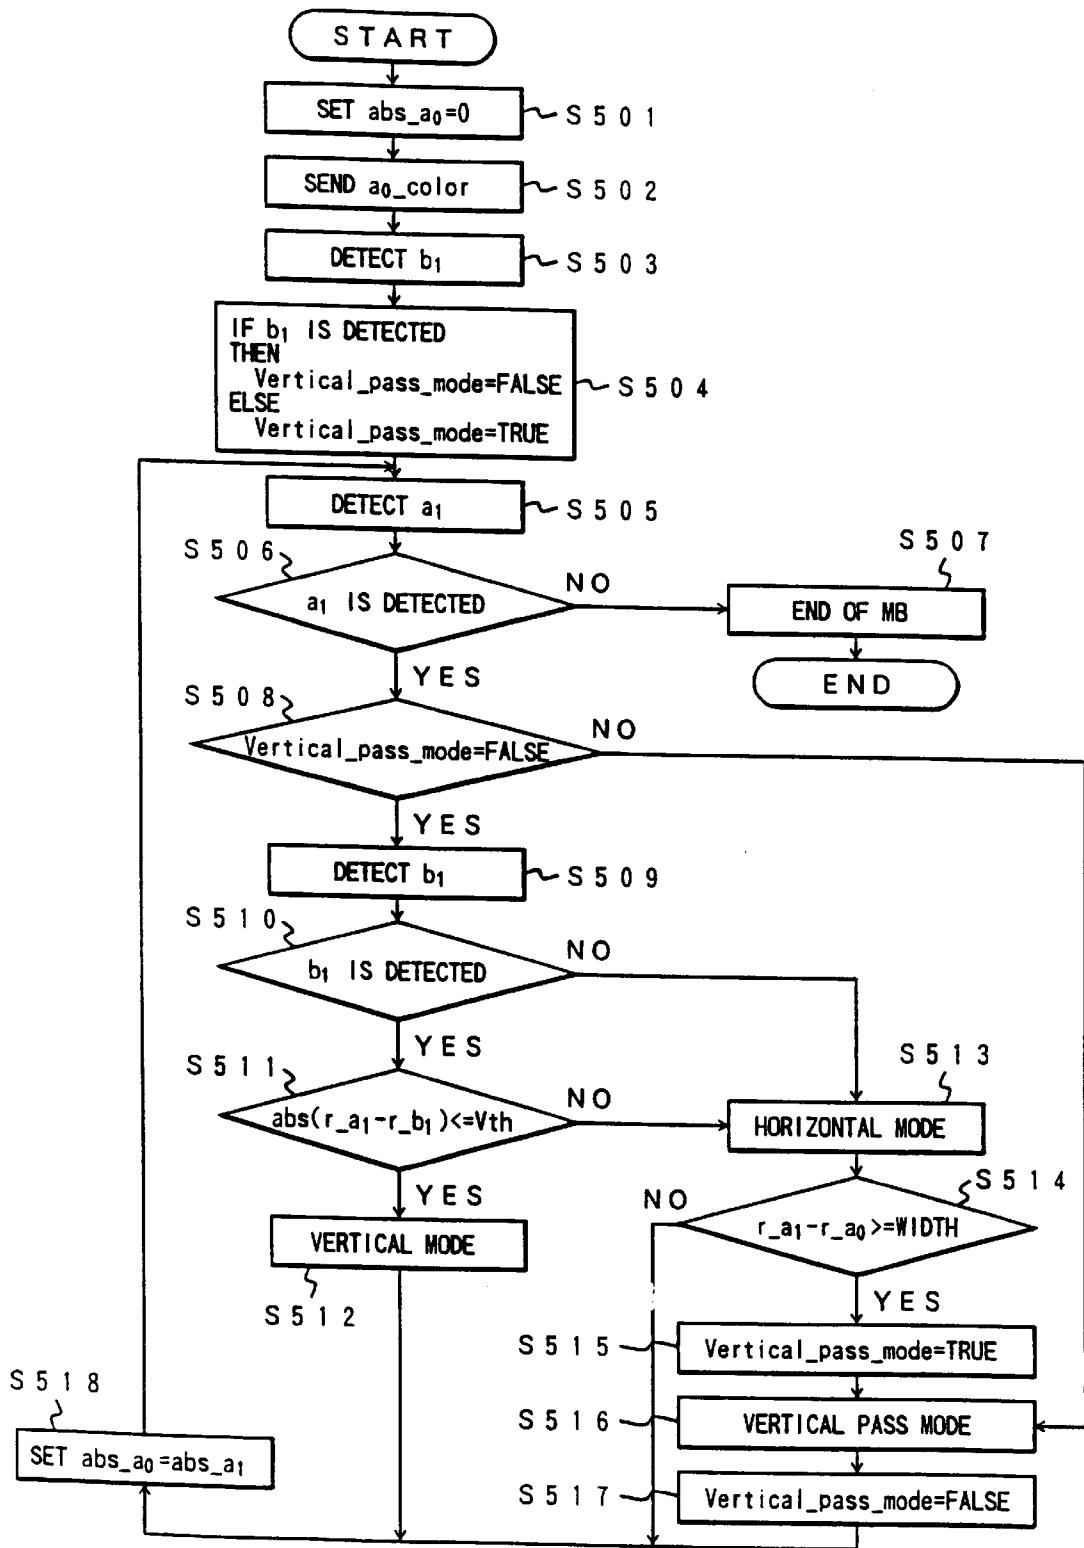 START
SET abs_a₀=0
S501
SEND a₀_color
S502
DETECT b₁
S503
IF b₁ IS DETECTED
THEN
Vertical_pass_mode=FALSE
ELSE
Vertical_pass_mode=TRUE
S504
DETECT a₁
S505
S506
a₁ IS DETECTED
NO
YES
S507
END OF MB
END
S508
Vertical_pass_mode=FALSE
NO
YES
DETECT b₁
S509
S510
b₁ IS DETECTED
NO
YES
S511
abs(r_a₁-r_b₁)<=Vth
NO
YES
S513
HORIZONTAL MODE
VERTICAL MODE
S512
S514
r_a₁-r_a₀>=WIDTH
NO
YES
S515
Vertical_pass_mode=TRUE
S516
VERTICAL PASS MODE
S517
Vertical_pass_mode=FALSE
S518
SET abs_a₀=abs_a₁